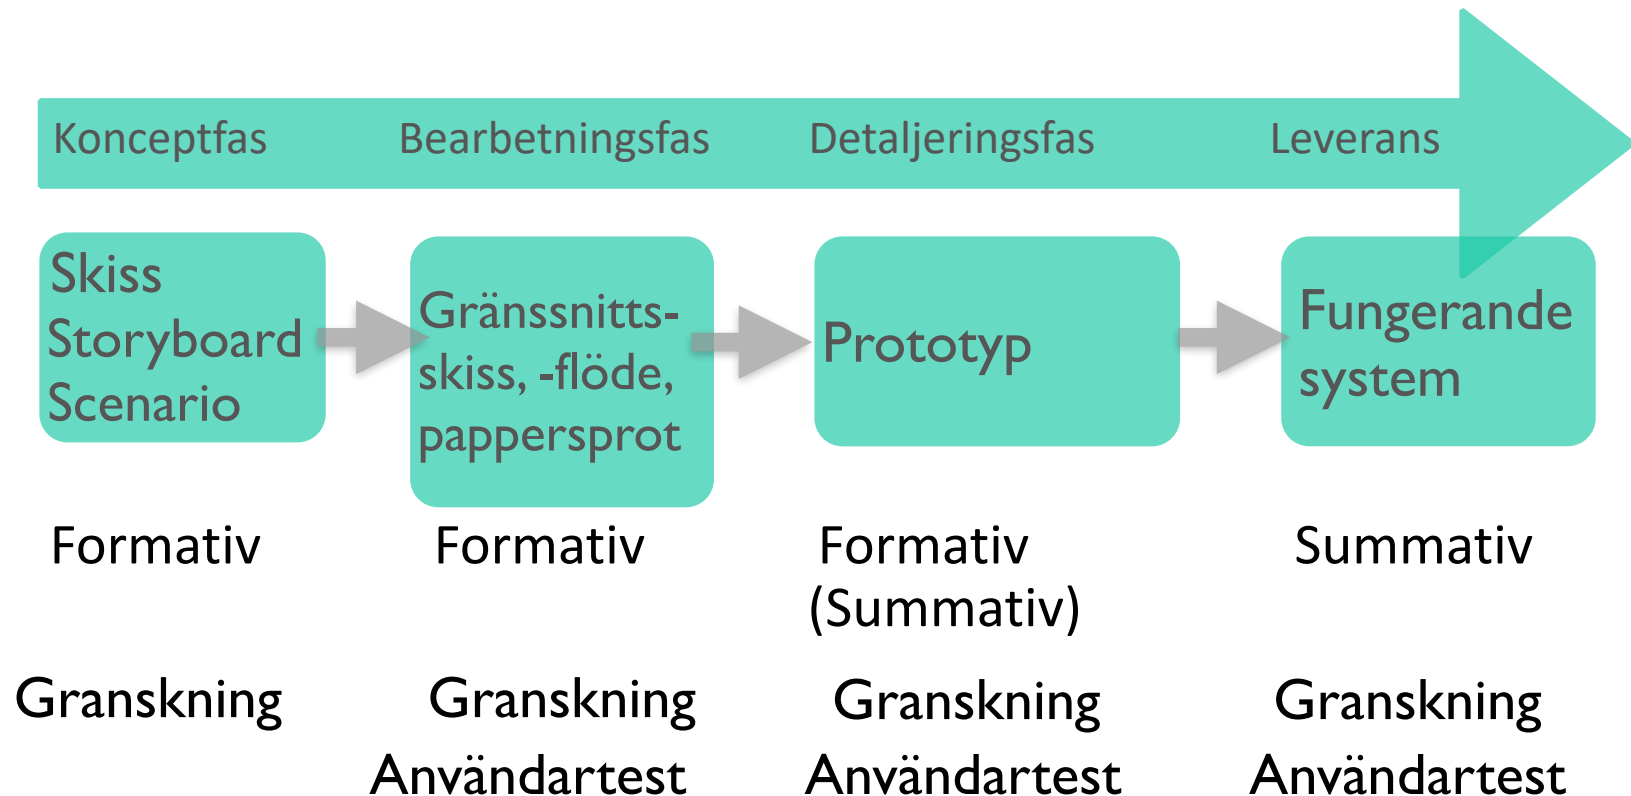 Konceptfas Bearbetningsfas Detaljeringsfas Leverans
Skiss
Storyboard
Scenario
Gränssnitts-
skiss, -flöde,
pappersprot
Prototyp
Fungerande
system
Formativ Formativ Formativ Summativ
(Summativ)
Granskning Granskning Granskning Granskning
Användartest Användartest Användartest